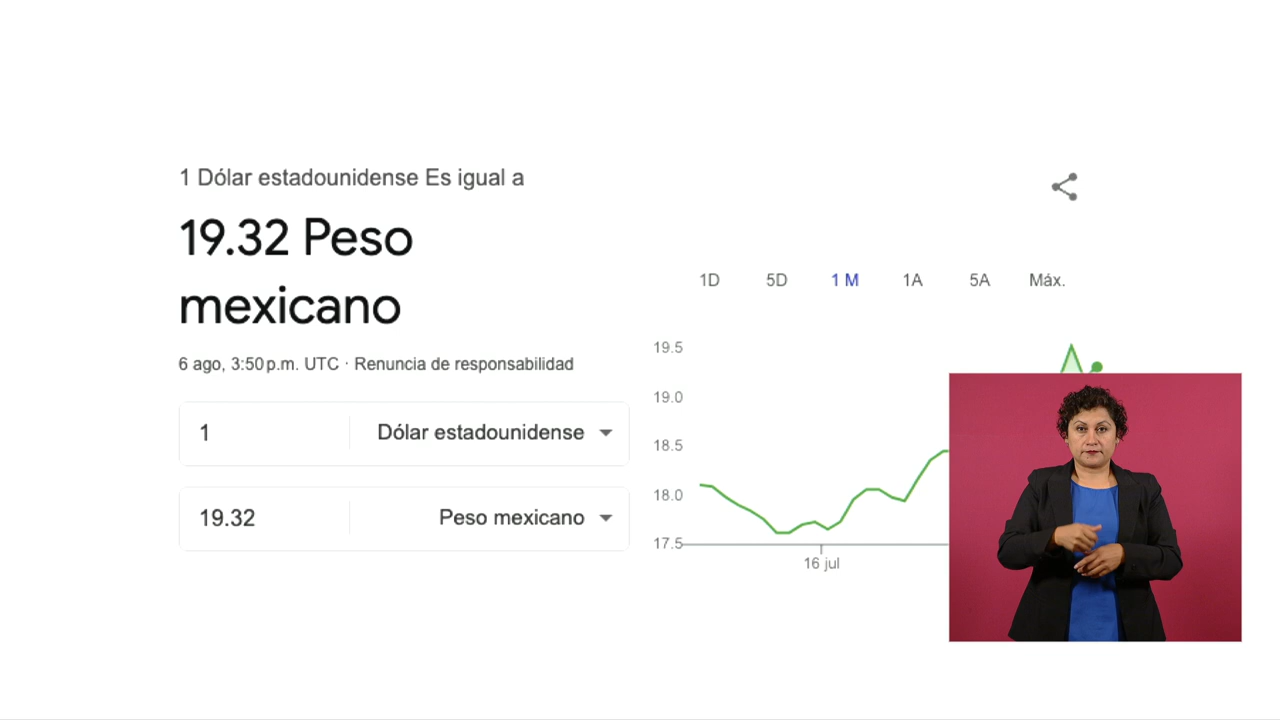 1 Dólar estadounidense Es igual a
19.32 Peso
mexicano
6 ago, 3:50 p.m. UTC · Renuncia de responsabilidad
1 Dólar estadounidense
19.32 Peso mexicano
1D 5D 1 M 1A 5A Máx.
19.5
19.0
18.5
18.0
17.5
16 jul